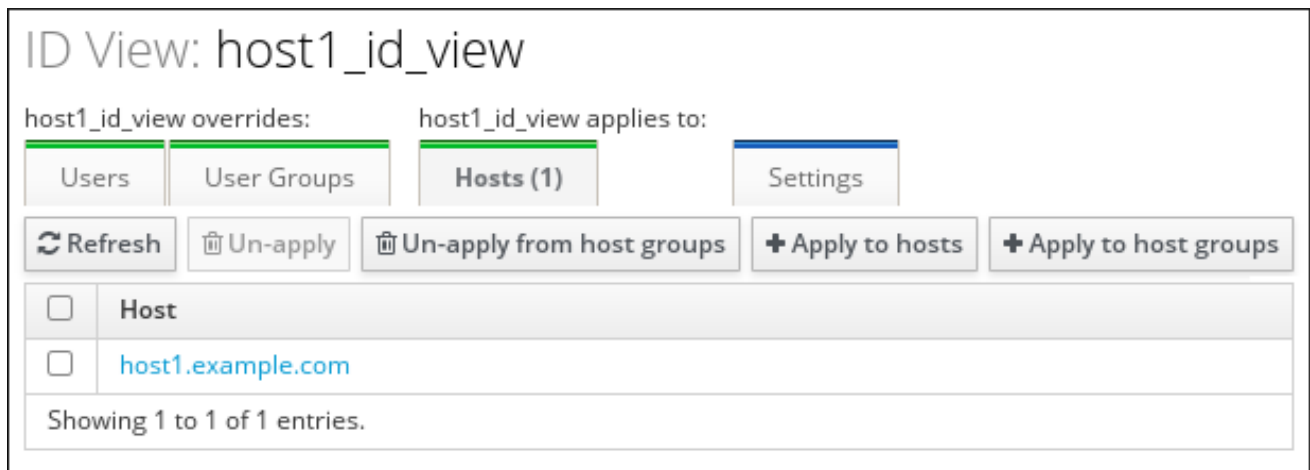 ID View: host1_id_view
host1_id_view overrides: host1_id_view applies to:
Users User Groups Hosts (1) Settings
Refresh Un-apply Un-apply from host groups Apply to hosts Apply to host groups
Host
host1.example.com
Showing 1 to 1 of 1 entries.